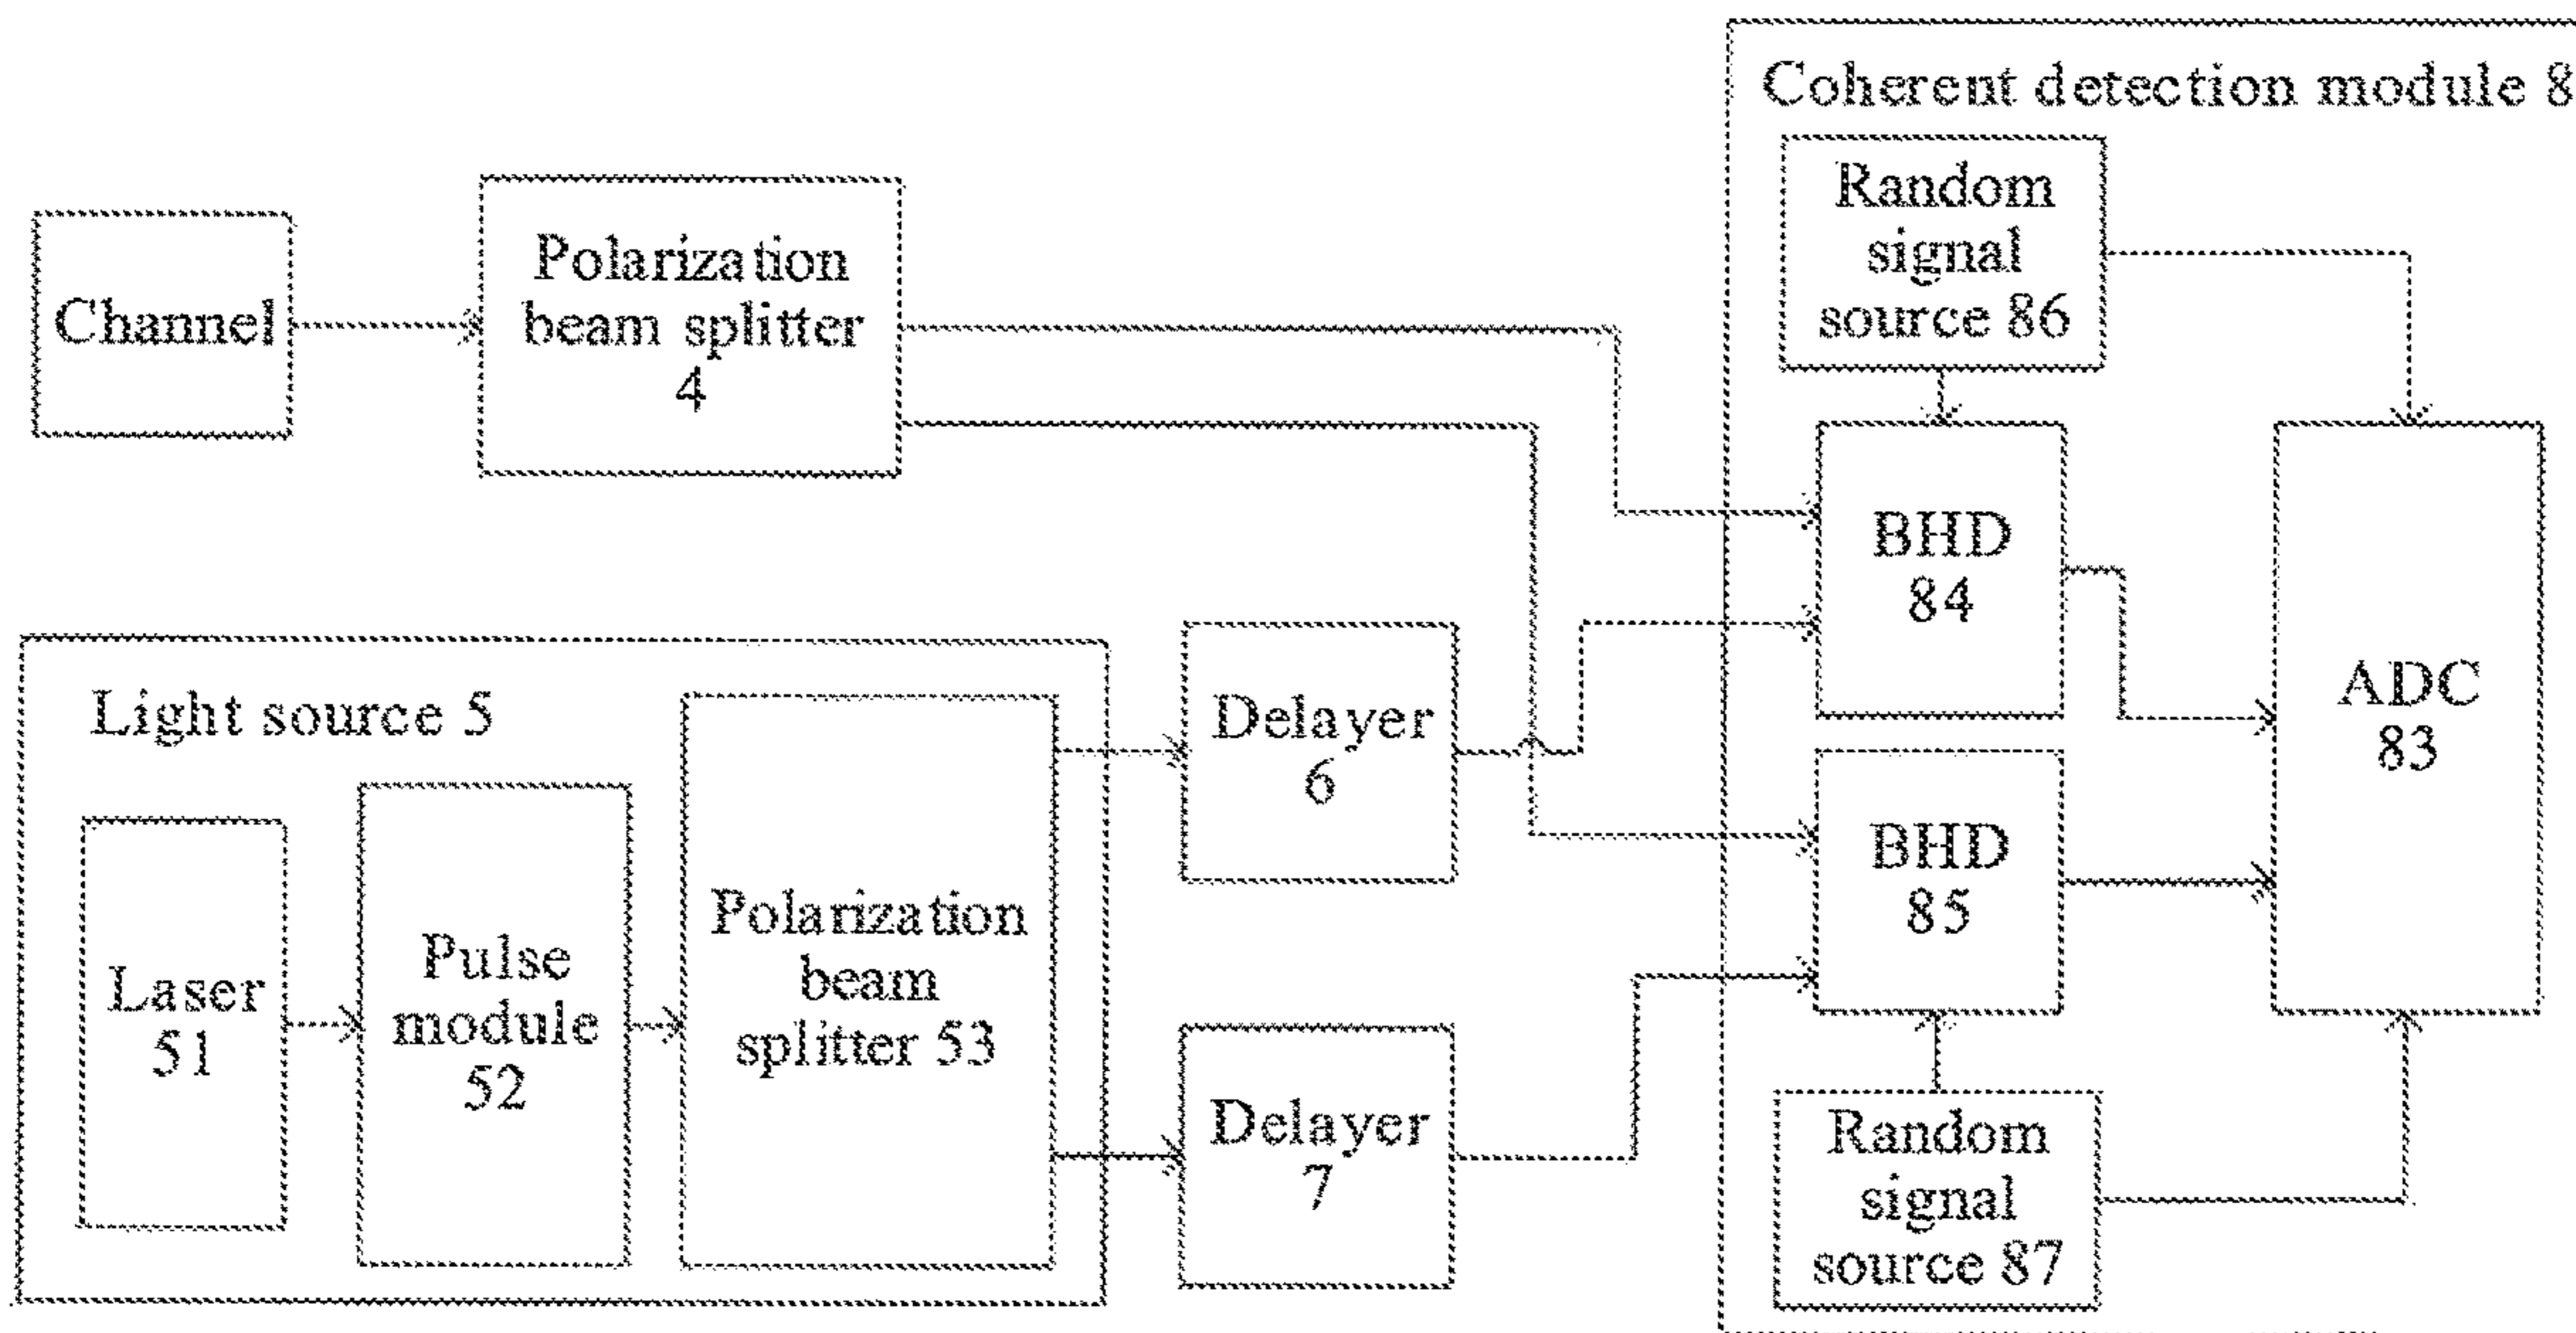 Coherent detection module 8
Random
signal
source 86
Channel
Polarization
beam splitter
4
BHD
84
ADC
83
Light source 5
Delayer
6
BHD
85
Laser
51
Pulse
module
52
Polarization
beam
splitter 53
Delayer
7
Random
signal
source 87